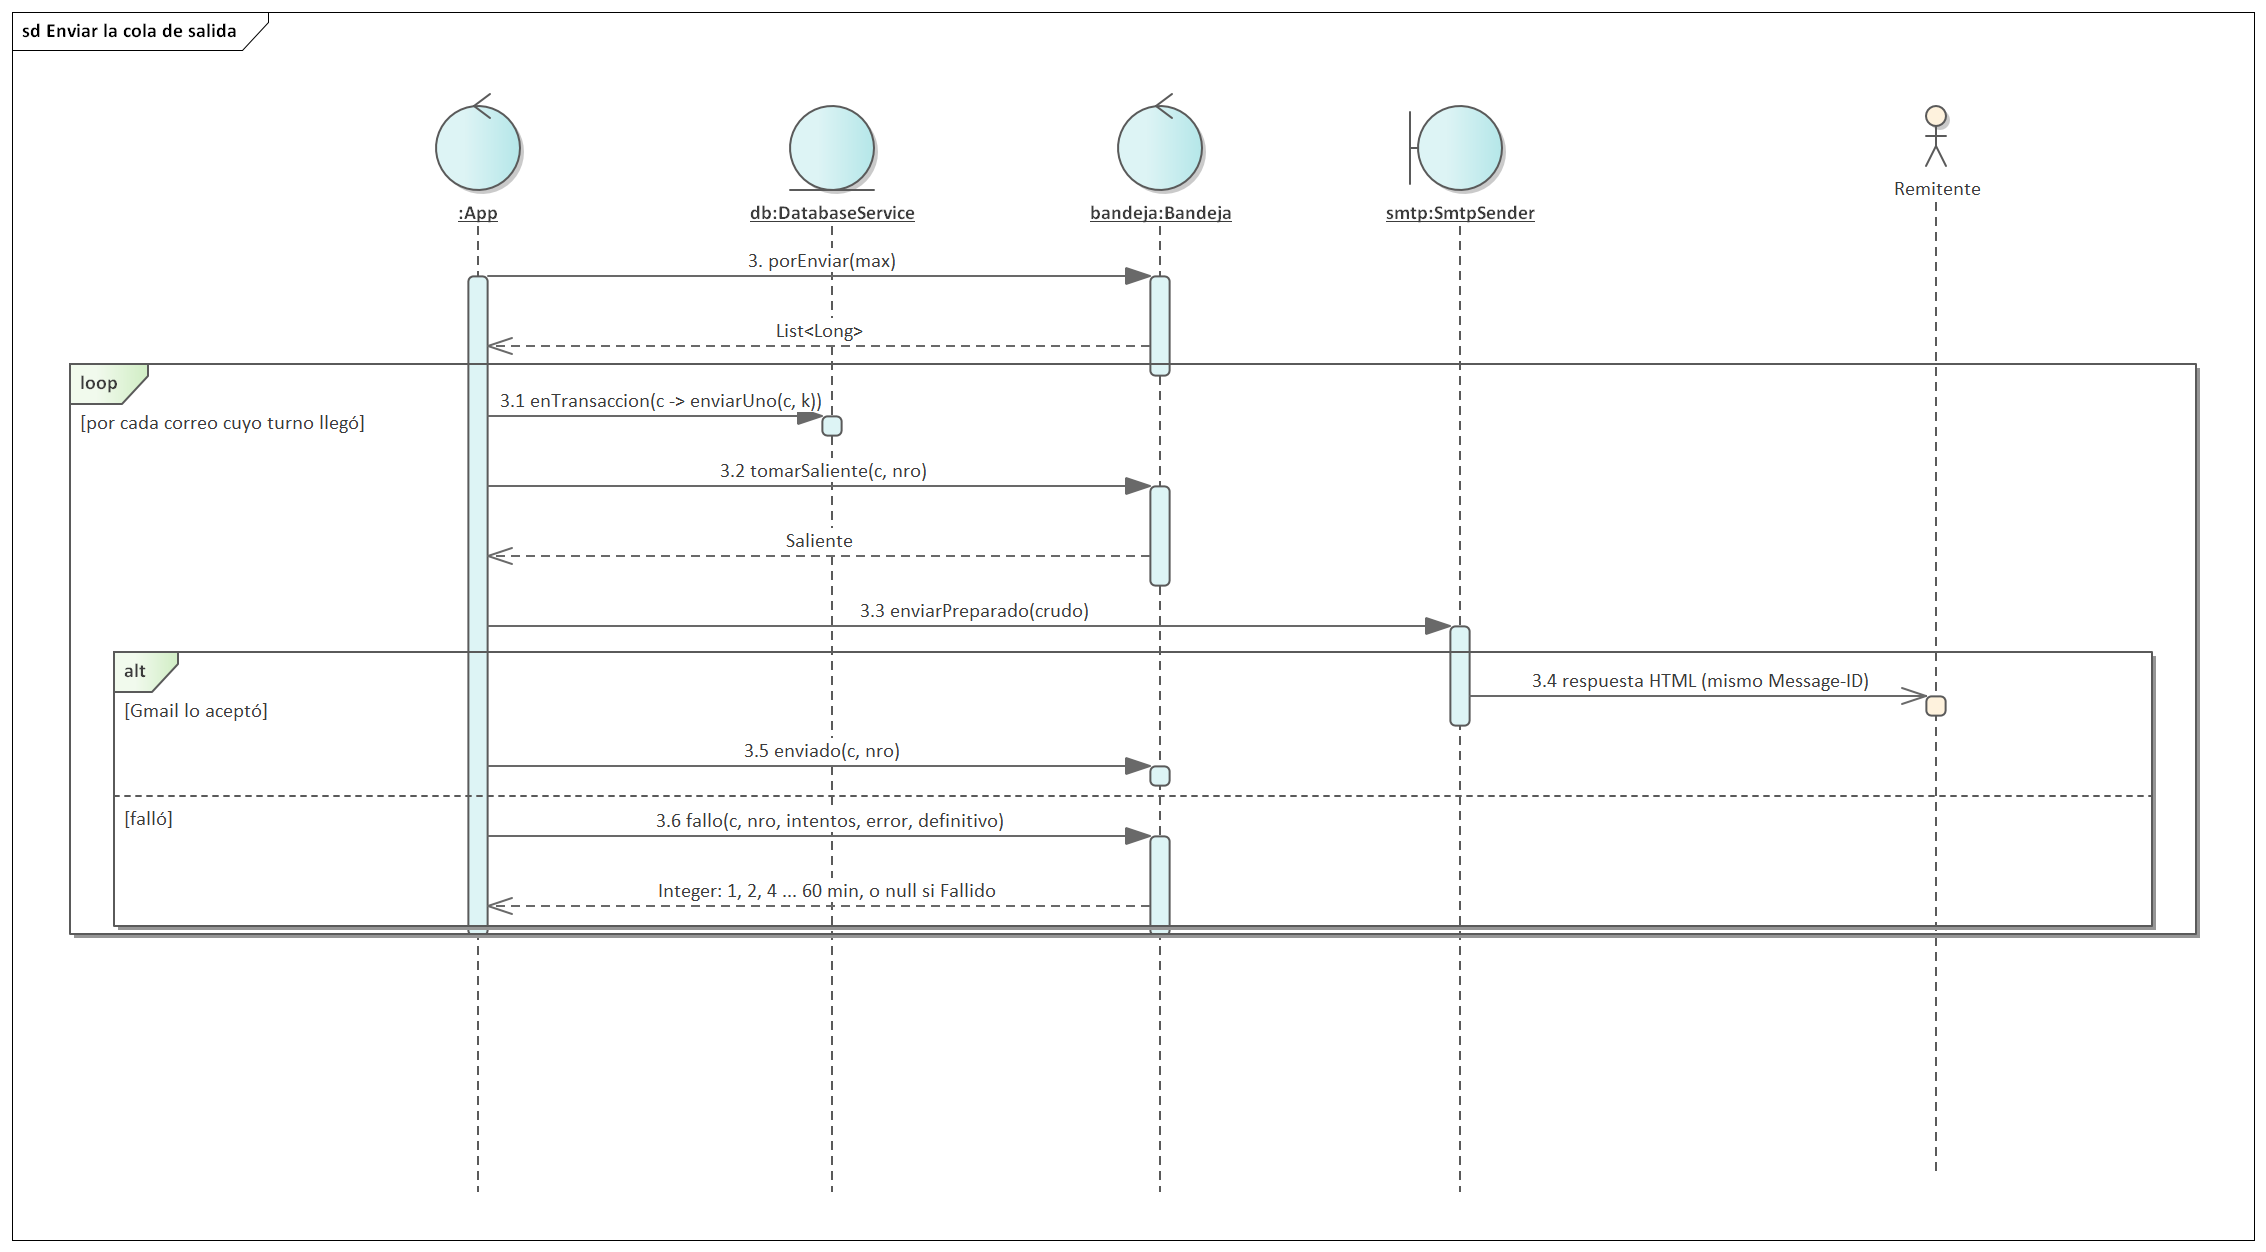 sd Enviar la cola de salida
:App
db:DatabaseService
bandeja:Bandeja
smtp:SmtpSender
Remitente
3. porEnviar(max)
List<Long>
loop
[por cada correo cuyo turno llegó]
3.1 enTransaccion(c -> enviarUno(c, k))
3.2 tomarSaliente(c, nro)
Saliente
3.3 enviarPreparado(crudo)
alt
[Gmail lo aceptó]
3.4 respuesta HTML (mismo Message-ID)
3.5 enviado(c, nro)
[falló]
3.6 fallo(c, nro, intentos, error, definitivo)
Integer: 1, 2, 4 ... 60 min, o null si Fallido